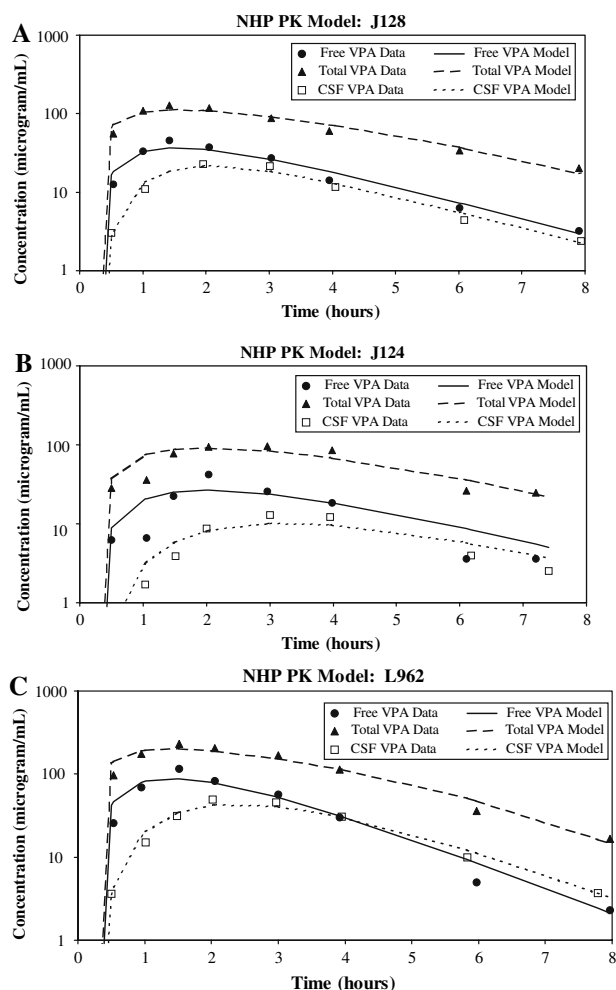 A
NHP PK Model: J128
Concentration (microgram/mL)
1000
100
10
1
Free VPA Data
Free VPA Model
Total VPA Data
Total VPA Model
CSF VPA Data
CSF VPA Model
0 1 2 3 4 5 6 7 8
Time (hours)
B
NHP PK Model: J124
Concentration (microgram/mL)
1000
100
10
1
Free VPA Data
Free VPA Model
Total VPA Data
Total VPA Model
CSF VPA Data
CSF VPA Model
0 1 2 3 4 5 6 7 8
Time (hours)
C
NHP PK Model: L962
Concentration (microgram/mL)
1000
100
10
1
Free VPA Data
Free VPA Model
Total VPA Data
Total VPA Model
CSF VPA Data
CSF VPA Model
0 1 2 3 4 5 6 7 8
Time (hours)